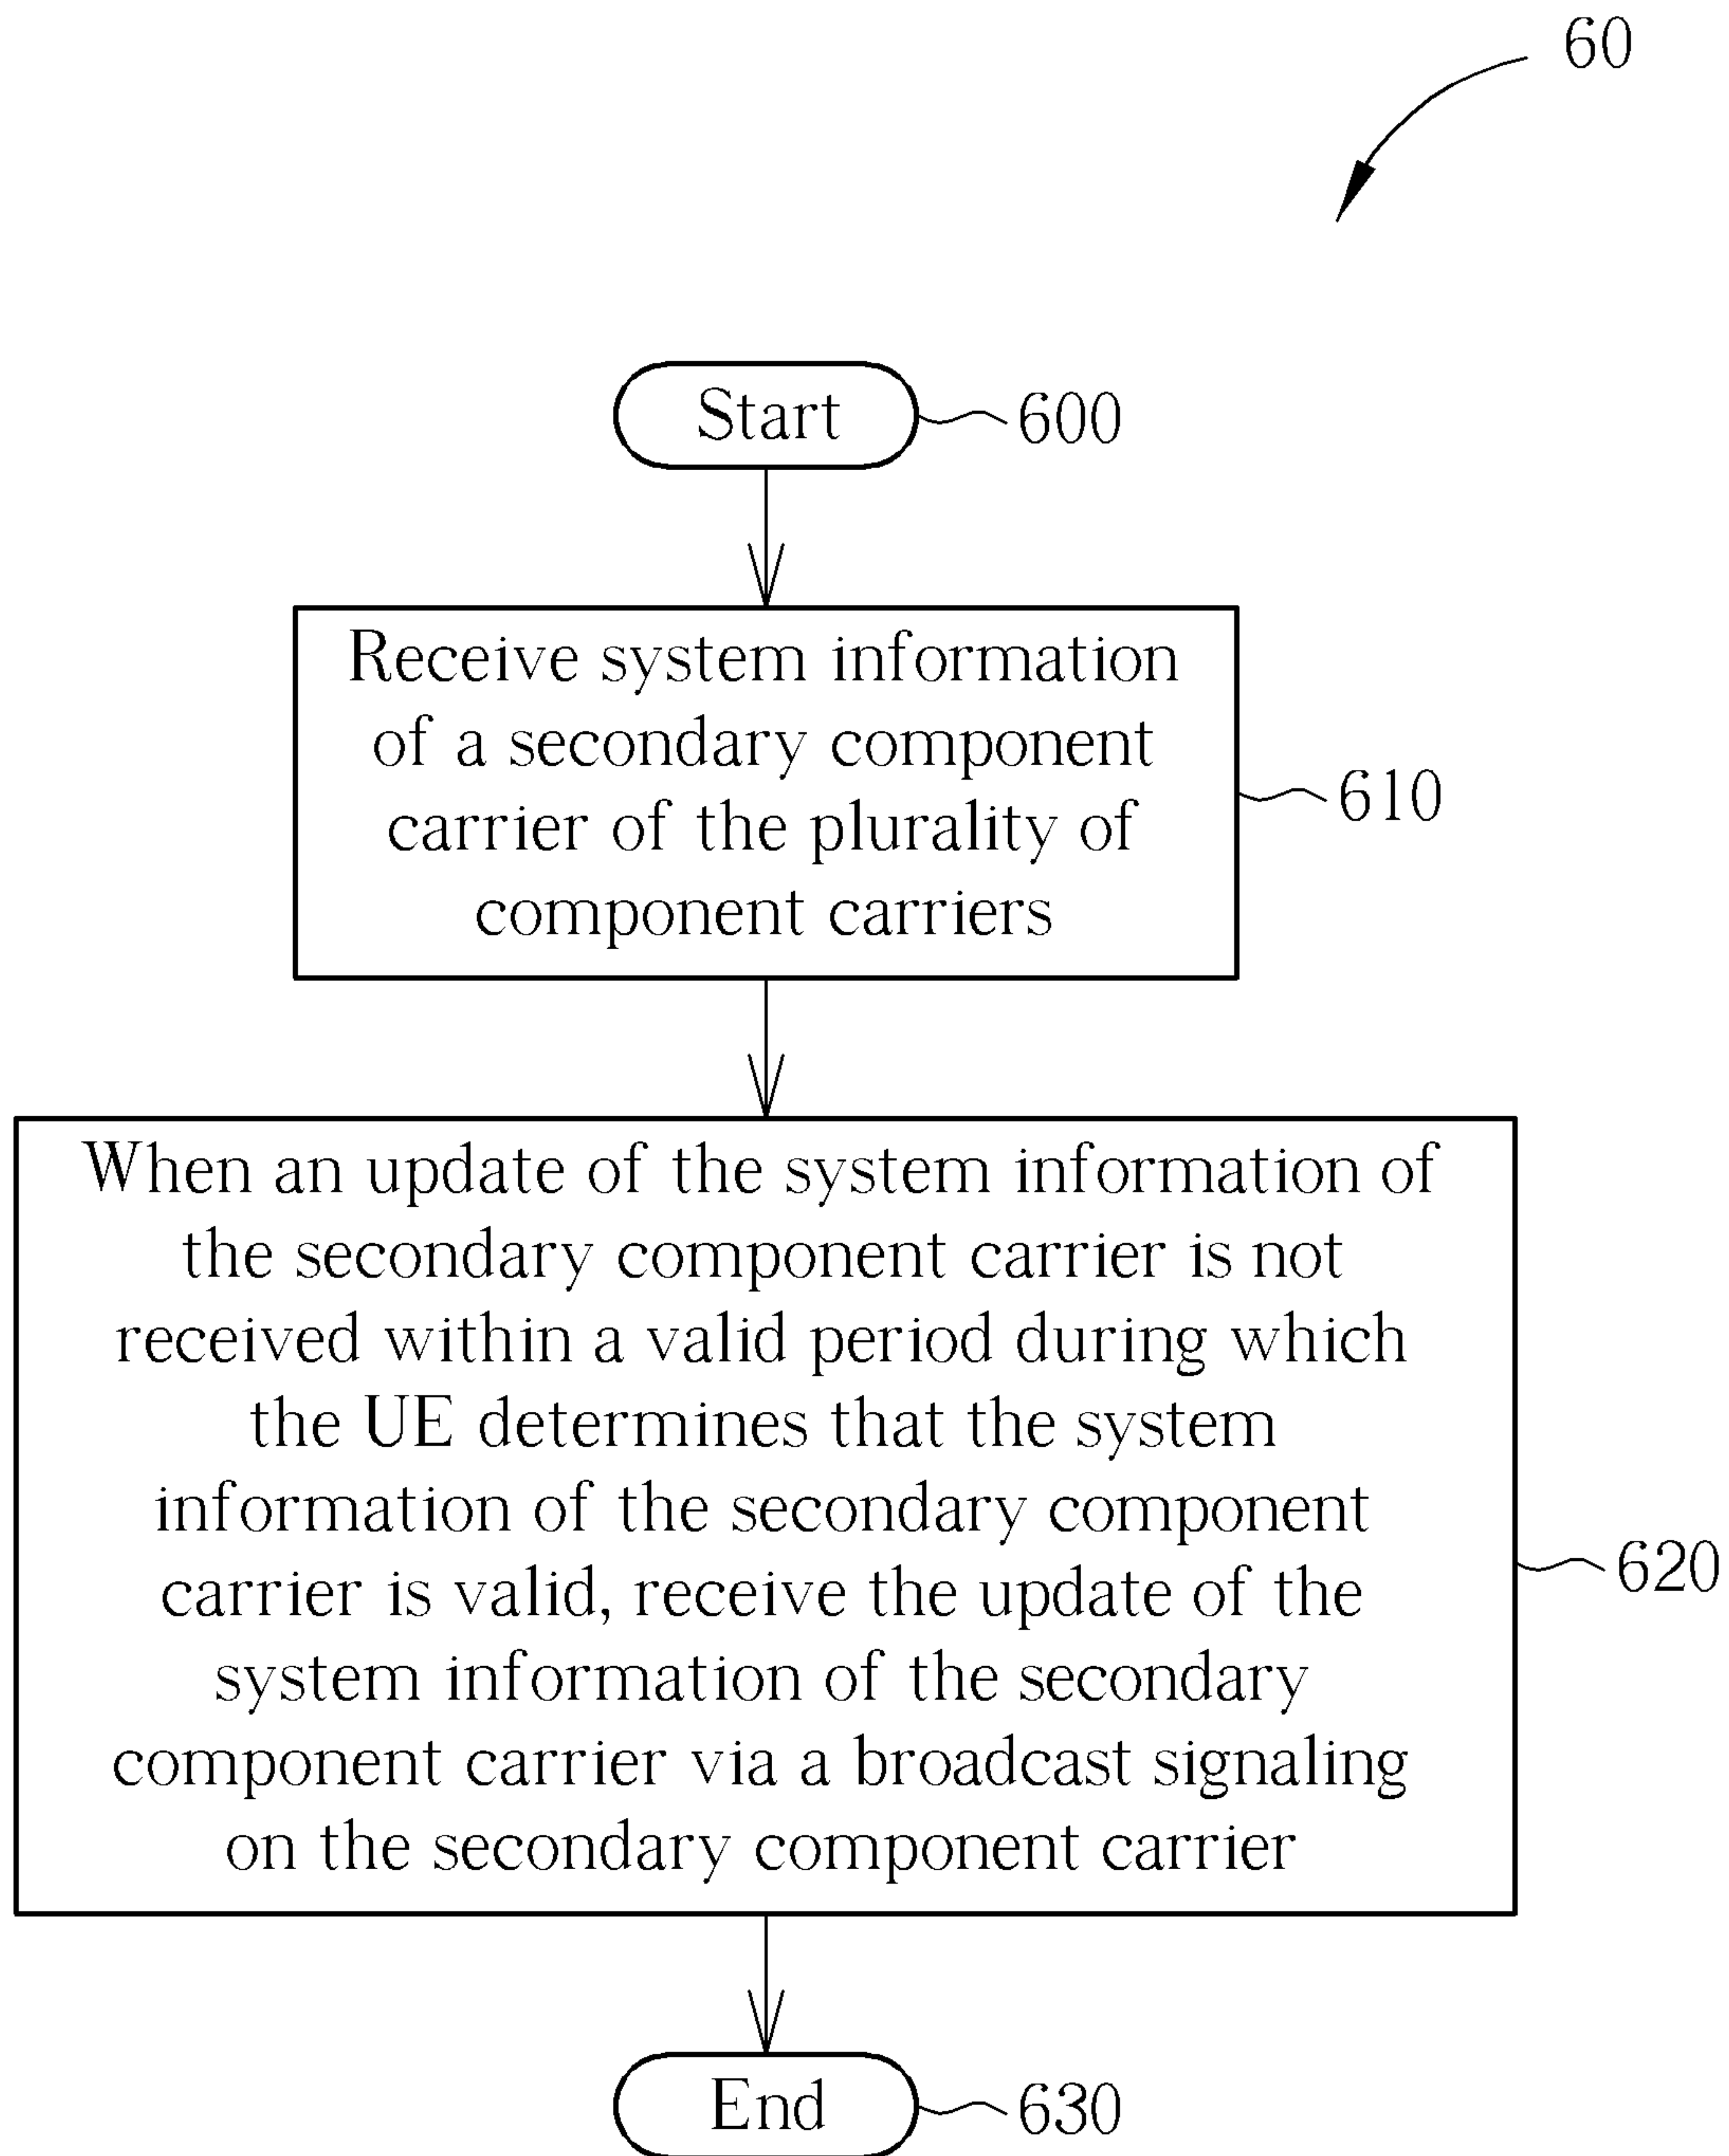 60
Start
600
Receive system information
of a secondary component
carrier of the plurality of
component carriers
610
When an update of the system information of
the secondary component carrier is not
received within a valid period during which
the UE determines that the system
information of the secondary component
carrier is valid, receive the update of the
system information of the secondary
component carrier via a broadcast signaling
on the secondary component carrier
620
End
630